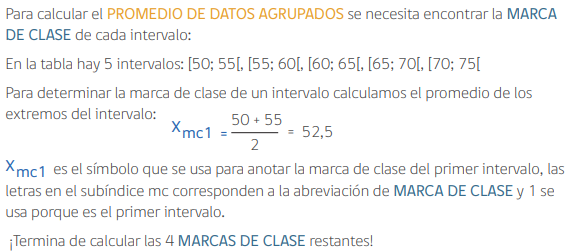 Para calcular el PROMEDIO DE DATOS AGRUPADOS se necesita encontrar la MARCA
DE CLASE de cada intervalo:
En la tabla hay 5 intervalos: [50; 55[, [55; 60[, [60; 65[, [65; 70[, [70; 75[
Para determinar la marca de clase de un intervalo calculamos el promedio de los
extremos del intervalo:
Xmc1 = 50 + 55 / 2 = 52,5
Xmc1 es el símbolo que se usa para anotar la marca de clase del primer intervalo, las
letras en el subíndice mc corresponden a la abreviación de MARCA DE CLASE y 1 se
usa porque es el primer intervalo.
¡Termina de calcular las 4 MARCAS DE CLASE restantes!